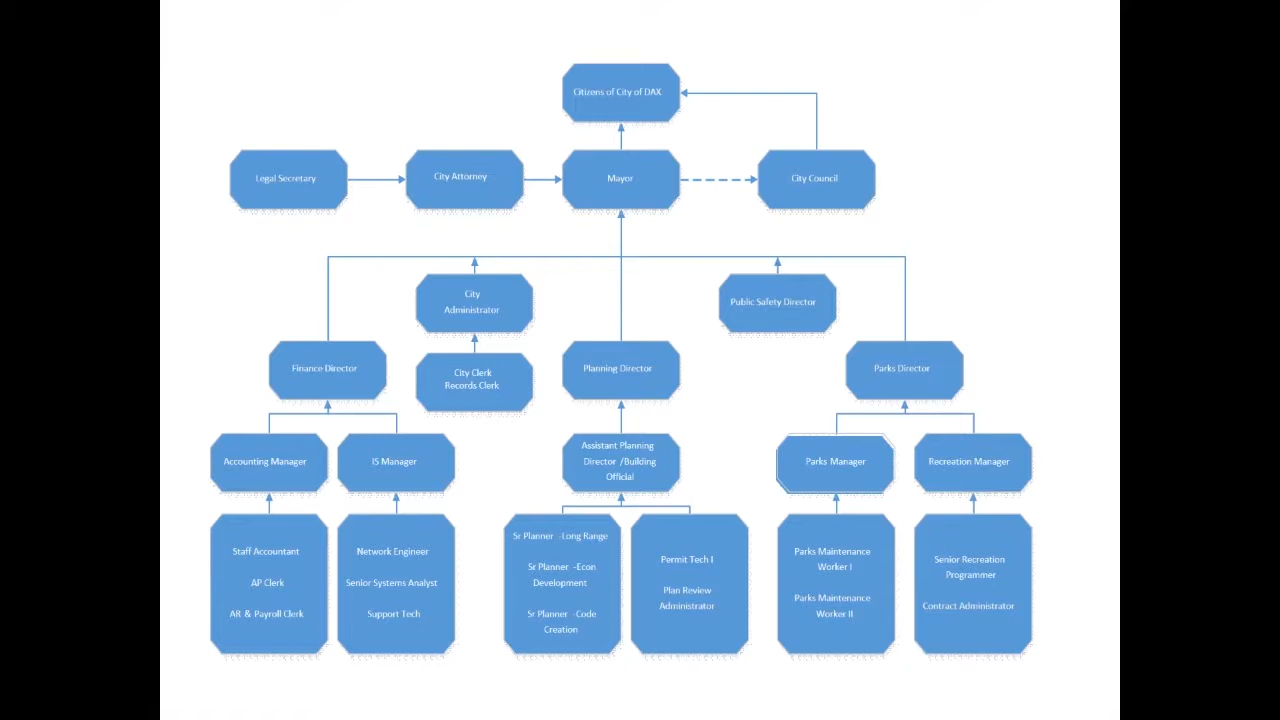 Citizens of City of DAX
Legal Secretary
City Attorney
Mayor
City Council
City
Administrator
Public Safety Director
Finance Director
City Clerk
Records Clerk
Planning Director
Parks Director
Accounting Manager
IS Manager
Assistant Planning
Director /Building
Official
Parks Manager
Recreation Manager
Staff Accountant
AP Clerk
AR & Payroll Clerk
Network Engineer
Senior Systems Analyst
Support Tech
Sr Planner -Long Range
Sr Planner -Econ
Development
Sr Planner -Code
Creation
Permit Tech I
Plan Review
Administrator
Parks Maintenance
Worker I
Parks Maintenance
Worker II
Senior Recreation
Programmer
Contract Administrator